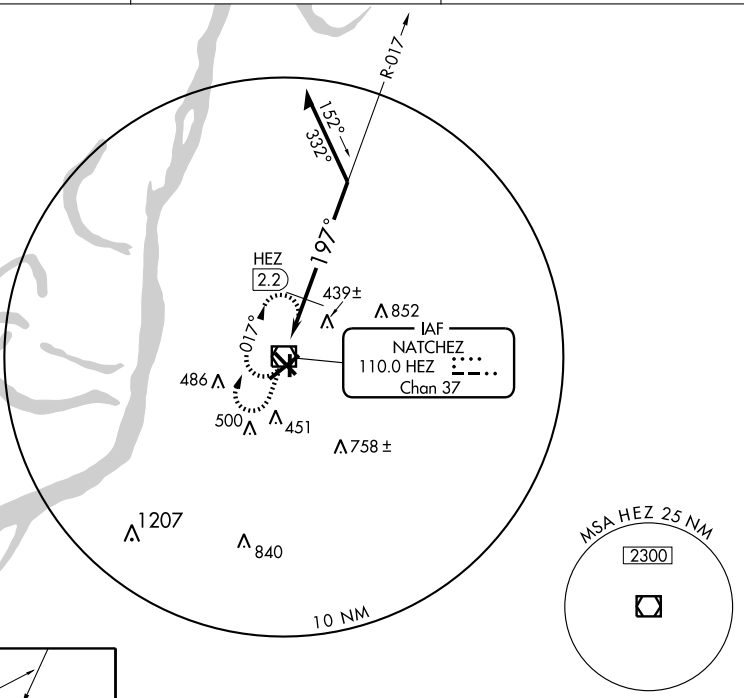 R-017
152°
332°
197°
HEZ
2.2
439±
852
017°
IAF
NATCHEZ
110.0 HEZ
Chan 37
486
500
451
758 ±
1207
840
10 NM
MSA HEZ 25 NM
2300